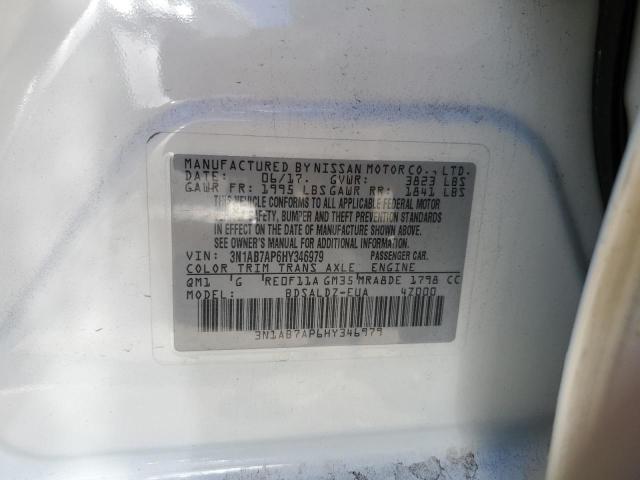 MANUFACTURED BY NISSAN MOTOR CO., LTD.
DATE: 06/17. GVWR: 3823 LBS
GAWR FR: 1995 LBS GAWR RR: 1841 LBS
THIS VEHICLE CONFORMS TO ALL APPLICABLE FEDERAL MOTOR
SAFETY, BUMPER AND THEFT PREVENTION STANDARDS
IN EFFECT ON THE DATE OF MANUFACTURE SHOWN ABOVE.
SEE OWNER'S MANUAL FOR ADDITIONAL INFORMATION.
VIN: 3N1AB7AP6HY346979 PASSENGER CAR.
COLOR TRIM TRANS AXLE ENGINE
QM1 G RE0F11A GM35 MRA8DE 1798 CC
MODEL: BDSALDZ-EUA 47000
3N1AB7AP6HY346979